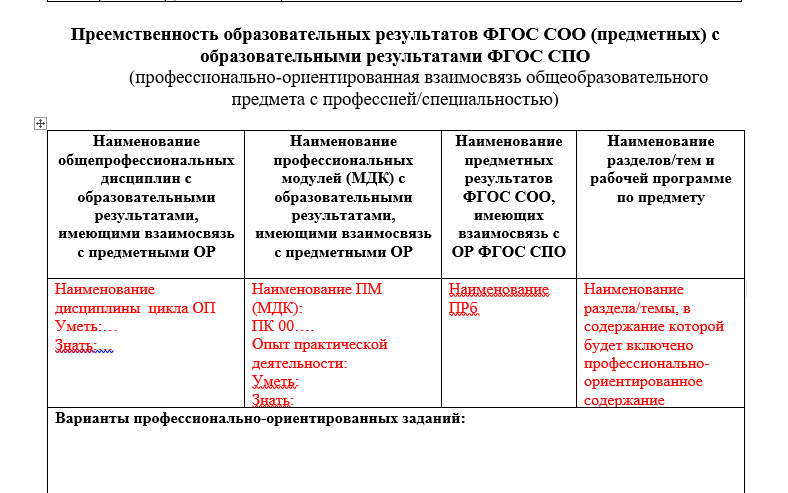 Преемственность образовательных результатов ФГОС СОО (предметных) с
образовательными результатами ФГОС СПО
(профессионально-ориентированная взаимосвязь общеобразовательного
предмета с профессией/специальностью)
Наименование
общепрофессиональных
дисциплин с
образовательными
результатами,
имеющими взаимосвязь
с предметными ОР
Наименование
профессиональных
модулей (МДК) с
образовательными
результатами,
имеющими взаимосвязь
с предметными ОР
Наименование
предметных
результатов
ФГОС СОО,
имеющих
взаимосвязь с
ОР ФГОС СПО
Наименование
разделов/тем и
рабочей программе
по предмету
Наименование
дисциплины цикла ОП
Уметь:…
Знать:…
Наименование ПМ
(МДК):
ПК 00….
Опыт практической
деятельности:
Уметь:
Знать:
Наименование
ПРб
Наименование
раздела/темы, в
содержание которой
будет включено
профессионально-
ориентированное
содержание
Варианты профессионально-ориентированных заданий: